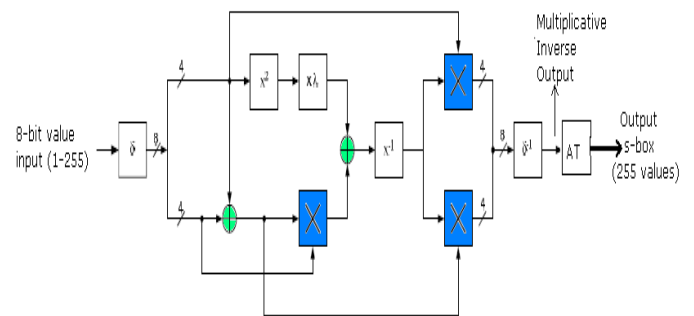 Multiplicative
Inverse
Output
4
4
x²
xλ
8-bit value
input (1-255)
δ
8
x⁻¹
8
δ⁻¹
AT
Output
s-box
(255 values)
4
4